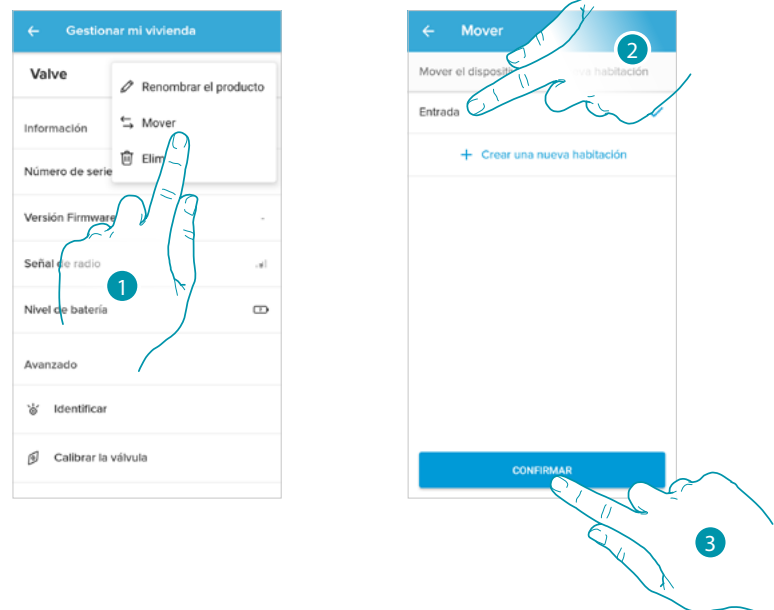 Gestionar mi vivienda
Valve
Renombrar el producto
Mover
Información
Número de serie
Versión Firmware
-
Señal de radio
1
Nivel de batería
Avanzado
Identificar
Calibrar la válvula
Mover
2
Mover el habitación
Entrada
Crear una nueva habitación
CONFIRMAR
3